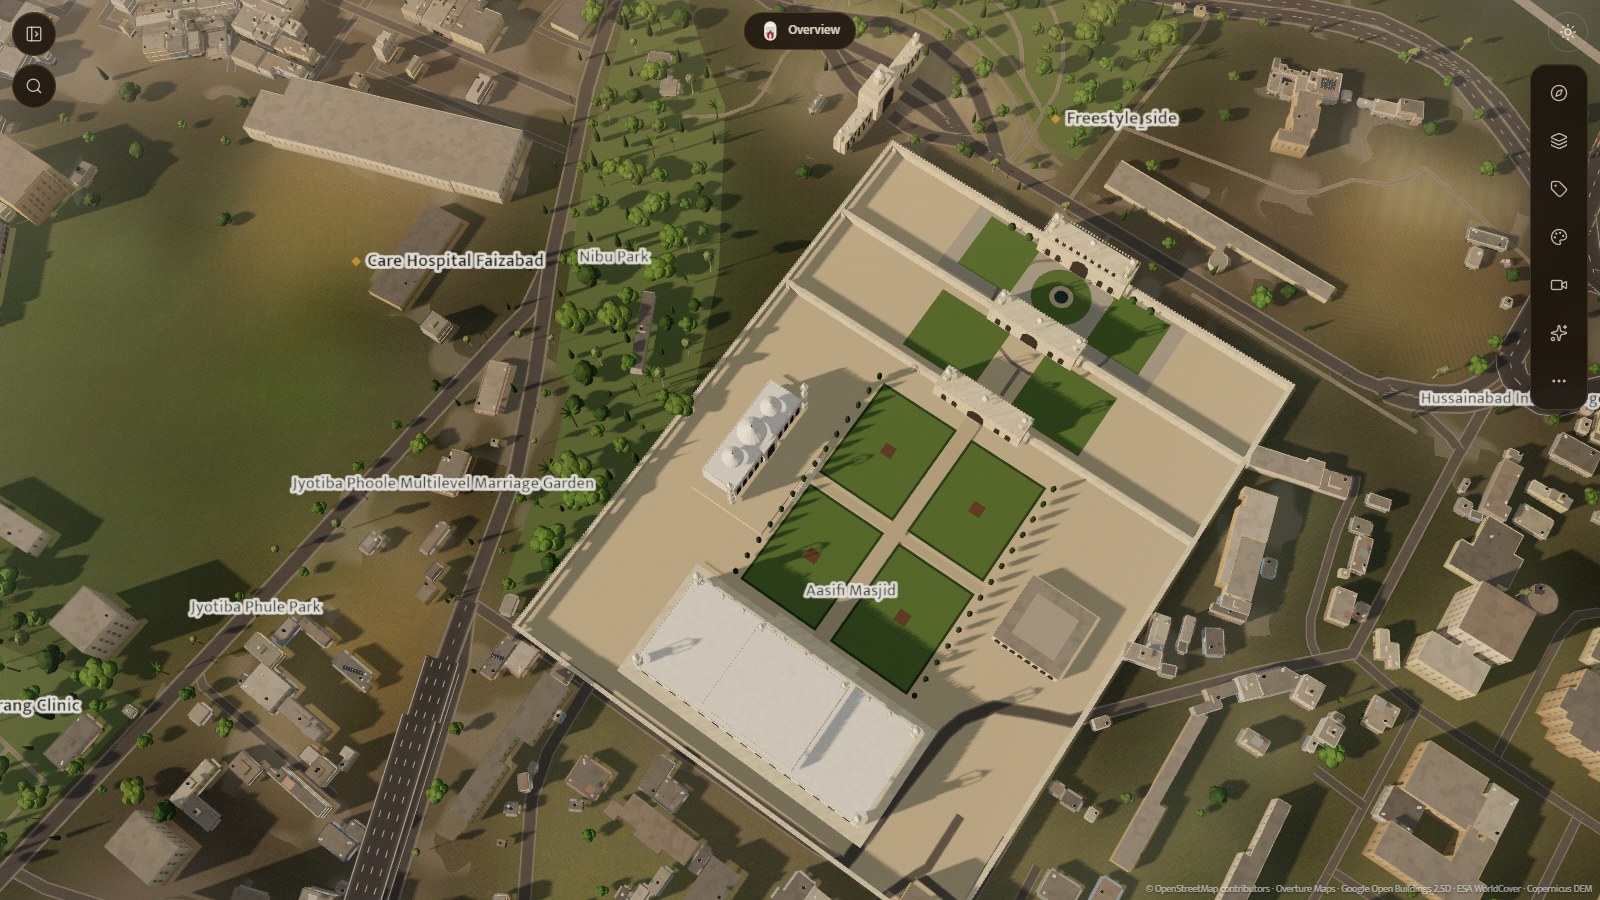 Overview
Freestyle_side
Care Hospital Faizabad
Nibu Park
Hussainabad In
Jyotiba Phoole Multilevel Marriage Garden
Aasifi Masjid
Jyotiba Phule Park
rang Clinic
© OpenStreetMap contributors · Overture Maps · Google Open Buildings 2.5D · ESA WorldCover · Copernicus DEM